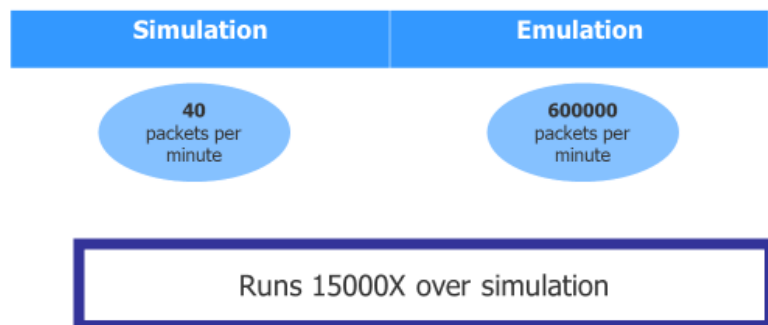 Simulation
Emulation
40
packets per
minute
600000
packets per
minute
Runs 15000X over simulation